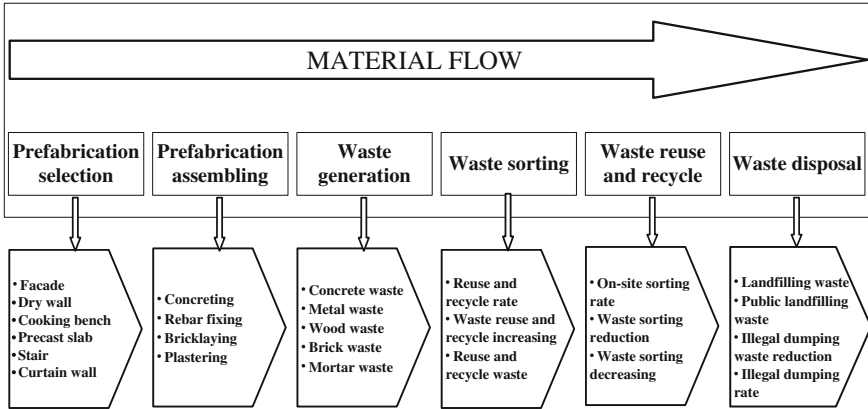 MATERIAL FLOW
Prefabrication
selection
Prefabrication
assembling
Waste
generation
Waste sorting
Waste reuse
and recycle
Waste disposal
• Facade
• Dry wall
• Cooking bench
• Precast slab
• Stair
• Curtain wall
• Concreting
• Rebar fixing
• Bricklaying
• Plastering
• Concrete waste
• Metal waste
• Wood waste
• Brick waste
• Mortar waste
• Reuse and
recycle rate
• Waste reuse and
recycle increasing
• Reuse and
recycle waste
• On-site sorting
rate
• Waste sorting
reduction
• Waste sorting
decreasing
• Landfilling waste
• Public landfilling
waste
• Illegal dumping
waste reduction
• Illegal dumping
rate